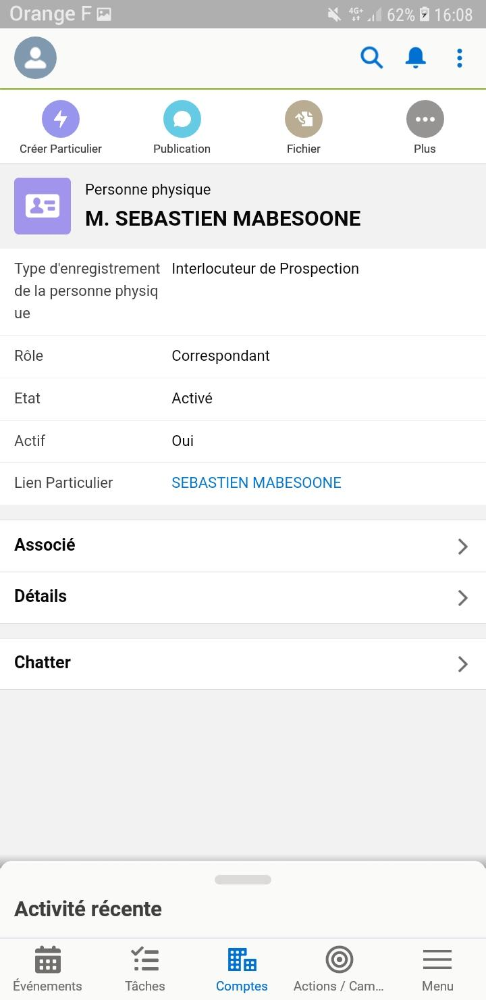 Orange F 4G+ 62% 16:08
Créer Particulier Publication Fichier Plus
Personne physique
M. SEBASTIEN MABESOONE
Type d'enregistrement Interlocuteur de Prospection
de la personne physiq
ue
Rôle Correspondant
Etat Activé
Actif Oui
Lien Particulier SEBASTIEN MABESOONE
Associé
Détails
Chatter
Activité récente
Événements Tâches Comptes Actions / Cam... Menu